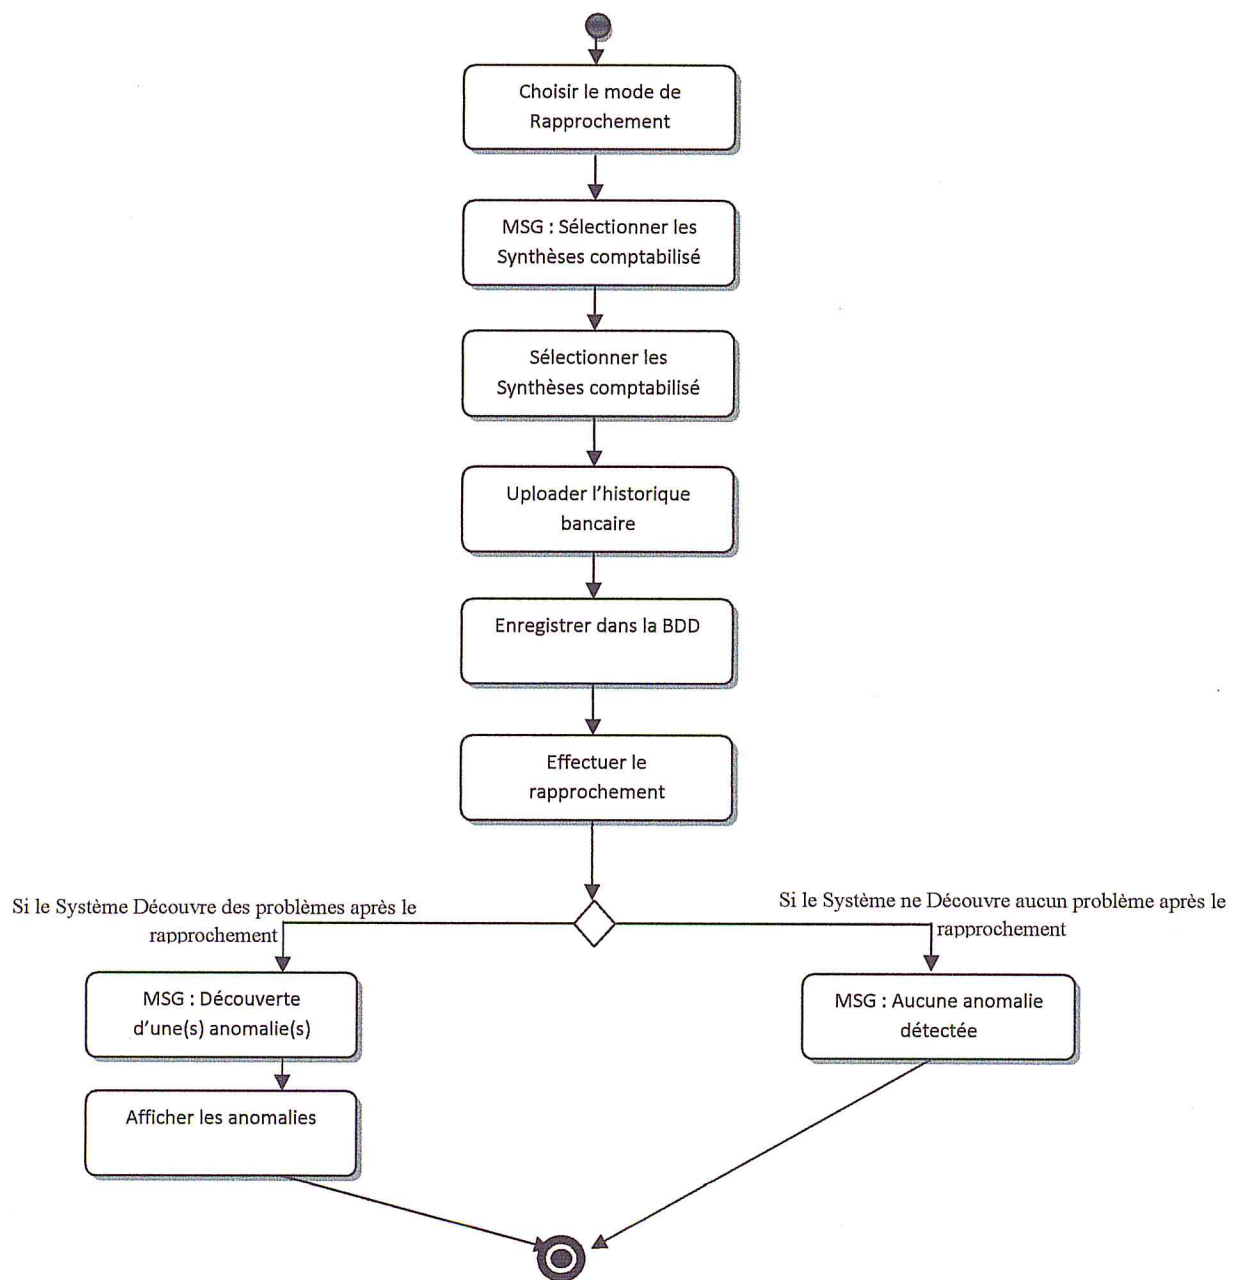 Choisir le mode de
Rapprochement
MSG : Sélectionner les
Synthèses comptabilisé
Sélectionner les
Synthèses comptabilisé
Uploader l'historique
bancaire
Enregistrer dans la BDD
Effectuer le
rapprochement
Si le Système Découvre des problèmes après le
rapprochement
Si le Système ne Découvre aucun problème après le
rapprochement
MSG : Découverte
d'une(s) anomalie(s)
MSG : Aucune anomalie
détectée
Afficher les anomalies